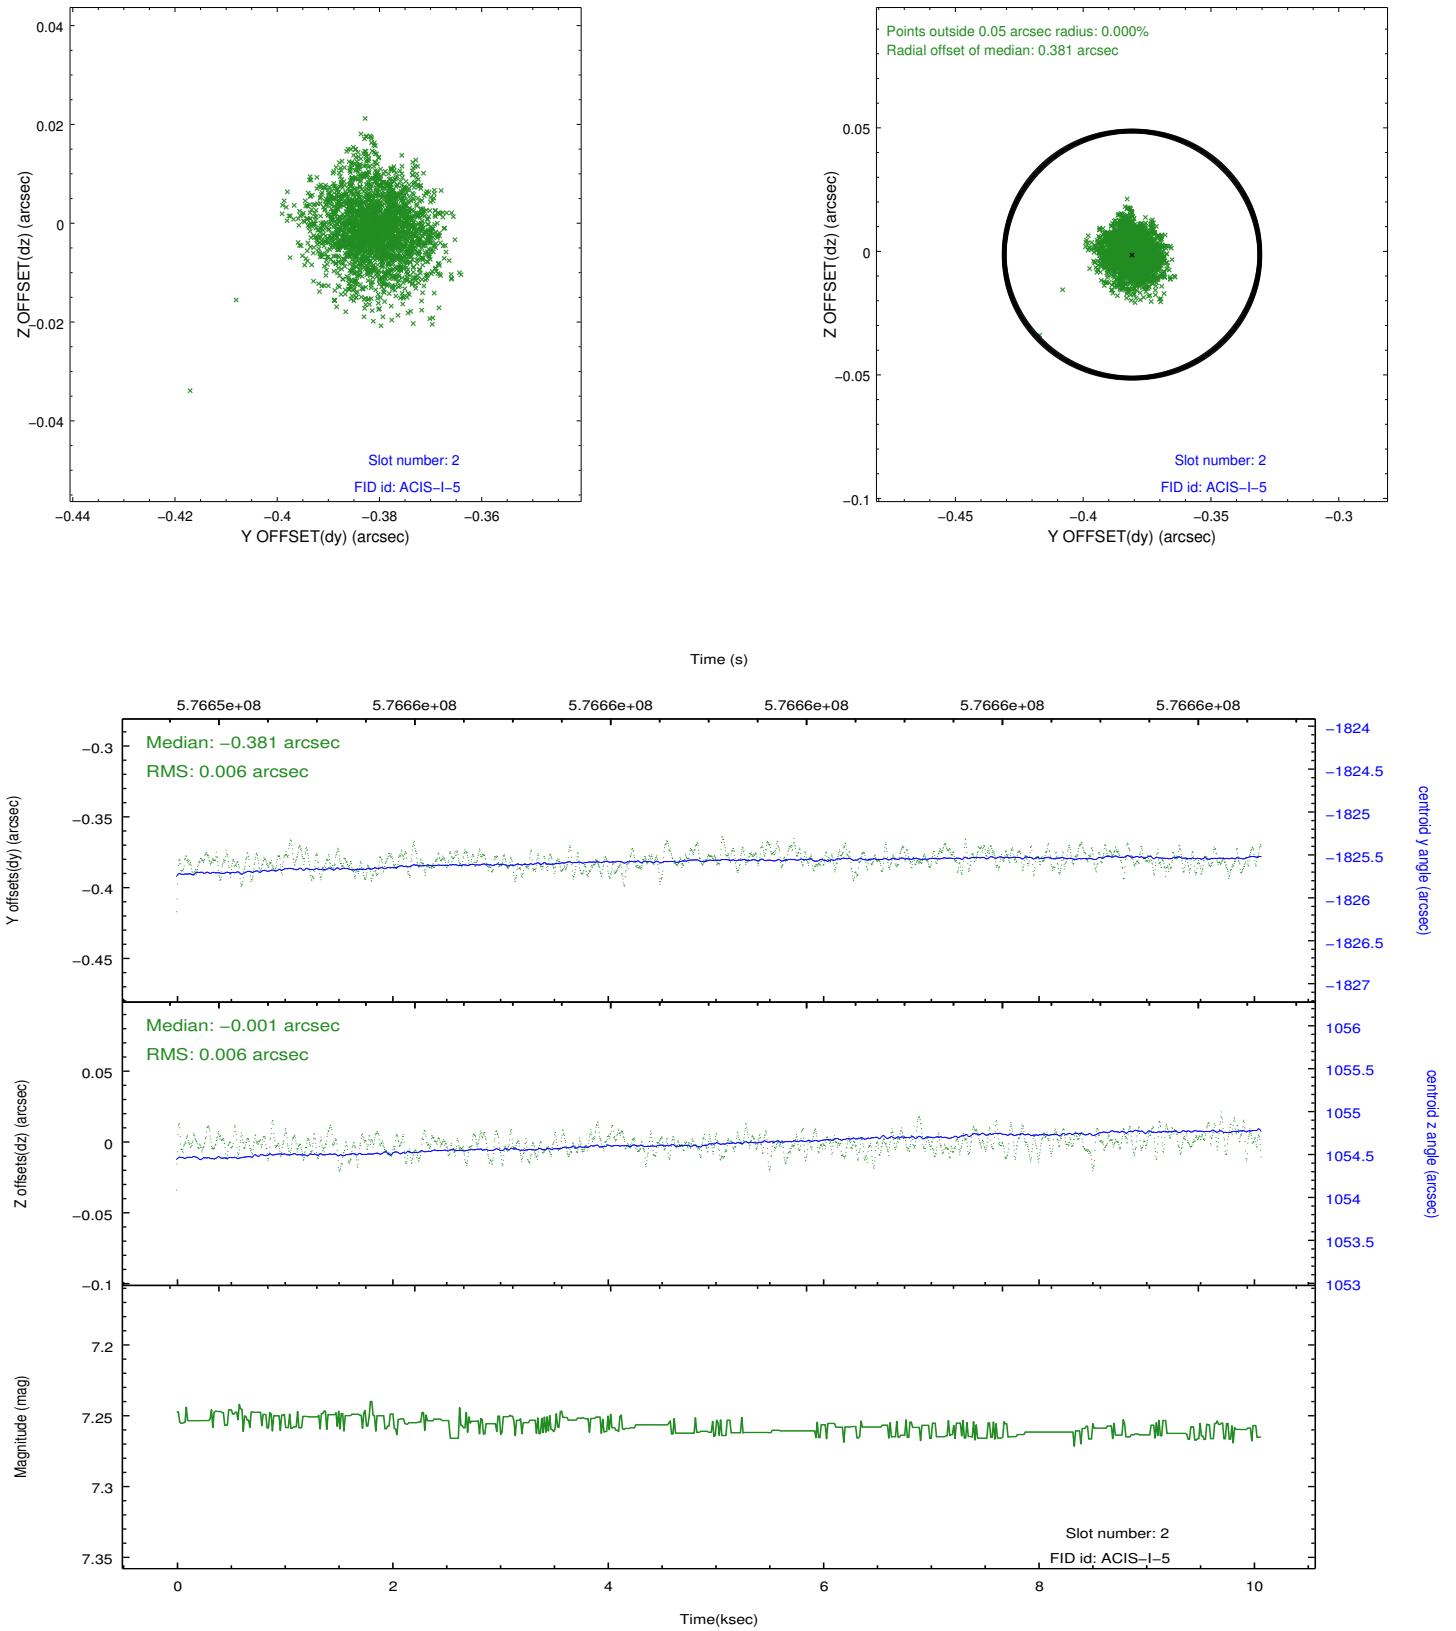 0.04
0.02
0
−0.02
−0.04
Z OFFSET(dz) (arcsec)
Slot number: 2
FID id: ACIS−I−5
−0.44
−0.42
−0.4
−0.38
−0.36
Y OFFSET(dy) (arcsec)
Points outside 0.05 arcsec radius: 0.000%
Radial offset of median: 0.381 arcsec
0.05
0
−0.05
−0.1
Z OFFSET(dz) (arcsec)
Slot number: 2
FID id: ACIS−I−5
−0.45
−0.4
−0.35
−0.3
Y OFFSET(dy) (arcsec)
Time (s)
5.7665e+08
5.7666e+08
5.7666e+08
5.7666e+08
5.7666e+08
5.7666e+08
Median: −0.381 arcsec
RMS: 0.006 arcsec
−0.3
−0.35
−0.4
−0.45
Y offsets(dy) (arcsec)
−1824
−1824.5
−1825
−1825.5
−1826
−1826.5
−1827
centroid y angle (arcsec)
Median: −0.001 arcsec
RMS: 0.006 arcsec
0.05
0
−0.05
−0.1
Z offsets(dz) (arcsec)
1056
1055.5
1055
1054.5
1054
1053.5
1053
centroid z angle (arcsec)
7.2
7.25
7.3
7.35
Magnitude (mag)
Slot number: 2
FID id: ACIS−I−5
0
2
4
6
8
10
Time(ksec)